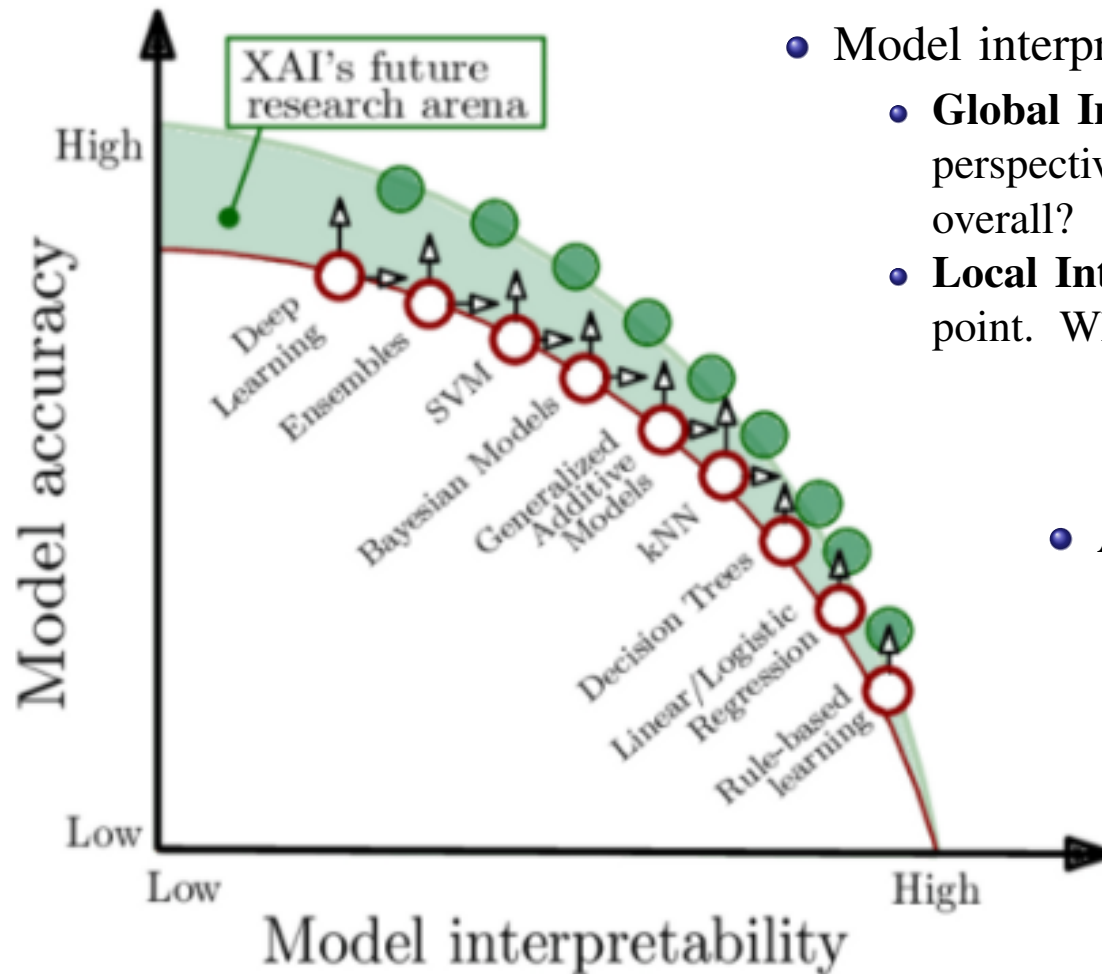 XAI's future
research arena
High
Model accuracy
Low
Low
High
Model interpretability
Deep
Learning
Ensembles
SVM
Bayesian Models
Generalized
Additive
Models
kNN
Decision Trees
Linear/Logistic
Regression
Rule-based
learning
Model interpr
Global In
perspectiv
overall?
Local Int
point. W